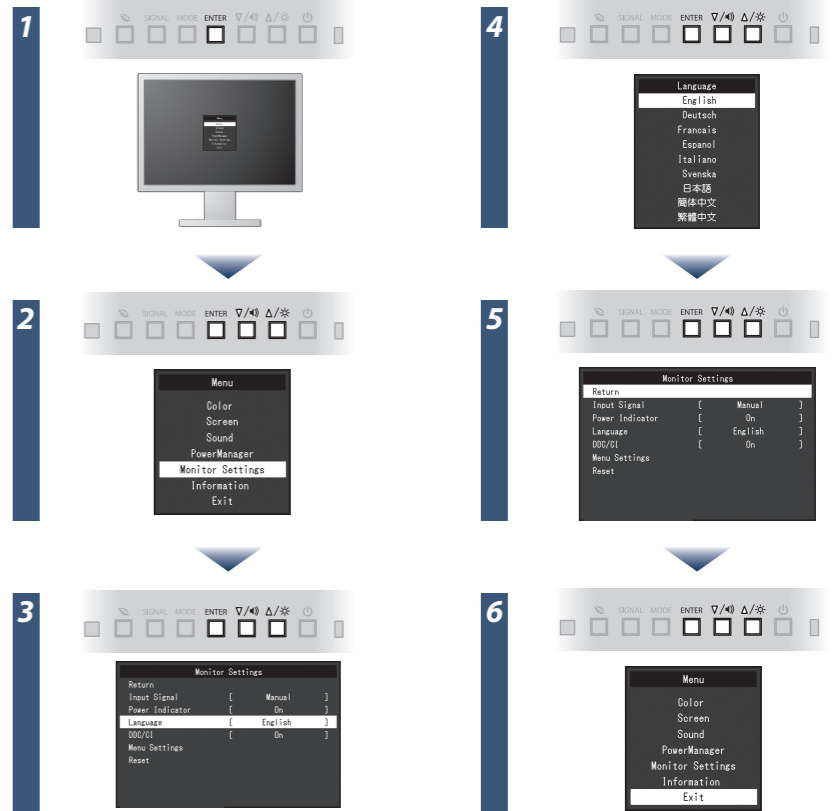 1
SIGNAL MODE ENTER
Menu
2
SIGNAL MODE ENTER
Menu
Color
Screen
Sound
PowerManager
Monitor Settings
Information
Exit
3
SIGNAL MODE ENTER
Monitor Settings
Return
Input Signal [ Manual ]
Power Indicator [ On ]
Language [ English ]
DDC/CI [ On ]
Menu Settings
Reset
4
SIGNAL MODE ENTER
Language
English
Deutsch
Francais
Espanol
Italiano
Svenska
日本語
簡体中文
繁體中文
5
SIGNAL MODE ENTER
Monitor Settings
Return
Input Signal [ Manual ]
Power Indicator [ On ]
Language [ English ]
DDC/CI [ On ]
Menu Settings
Reset
6
SIGNAL MODE ENTER
Menu
Color
Screen
Sound
PowerManager
Monitor Settings
Information
Exit